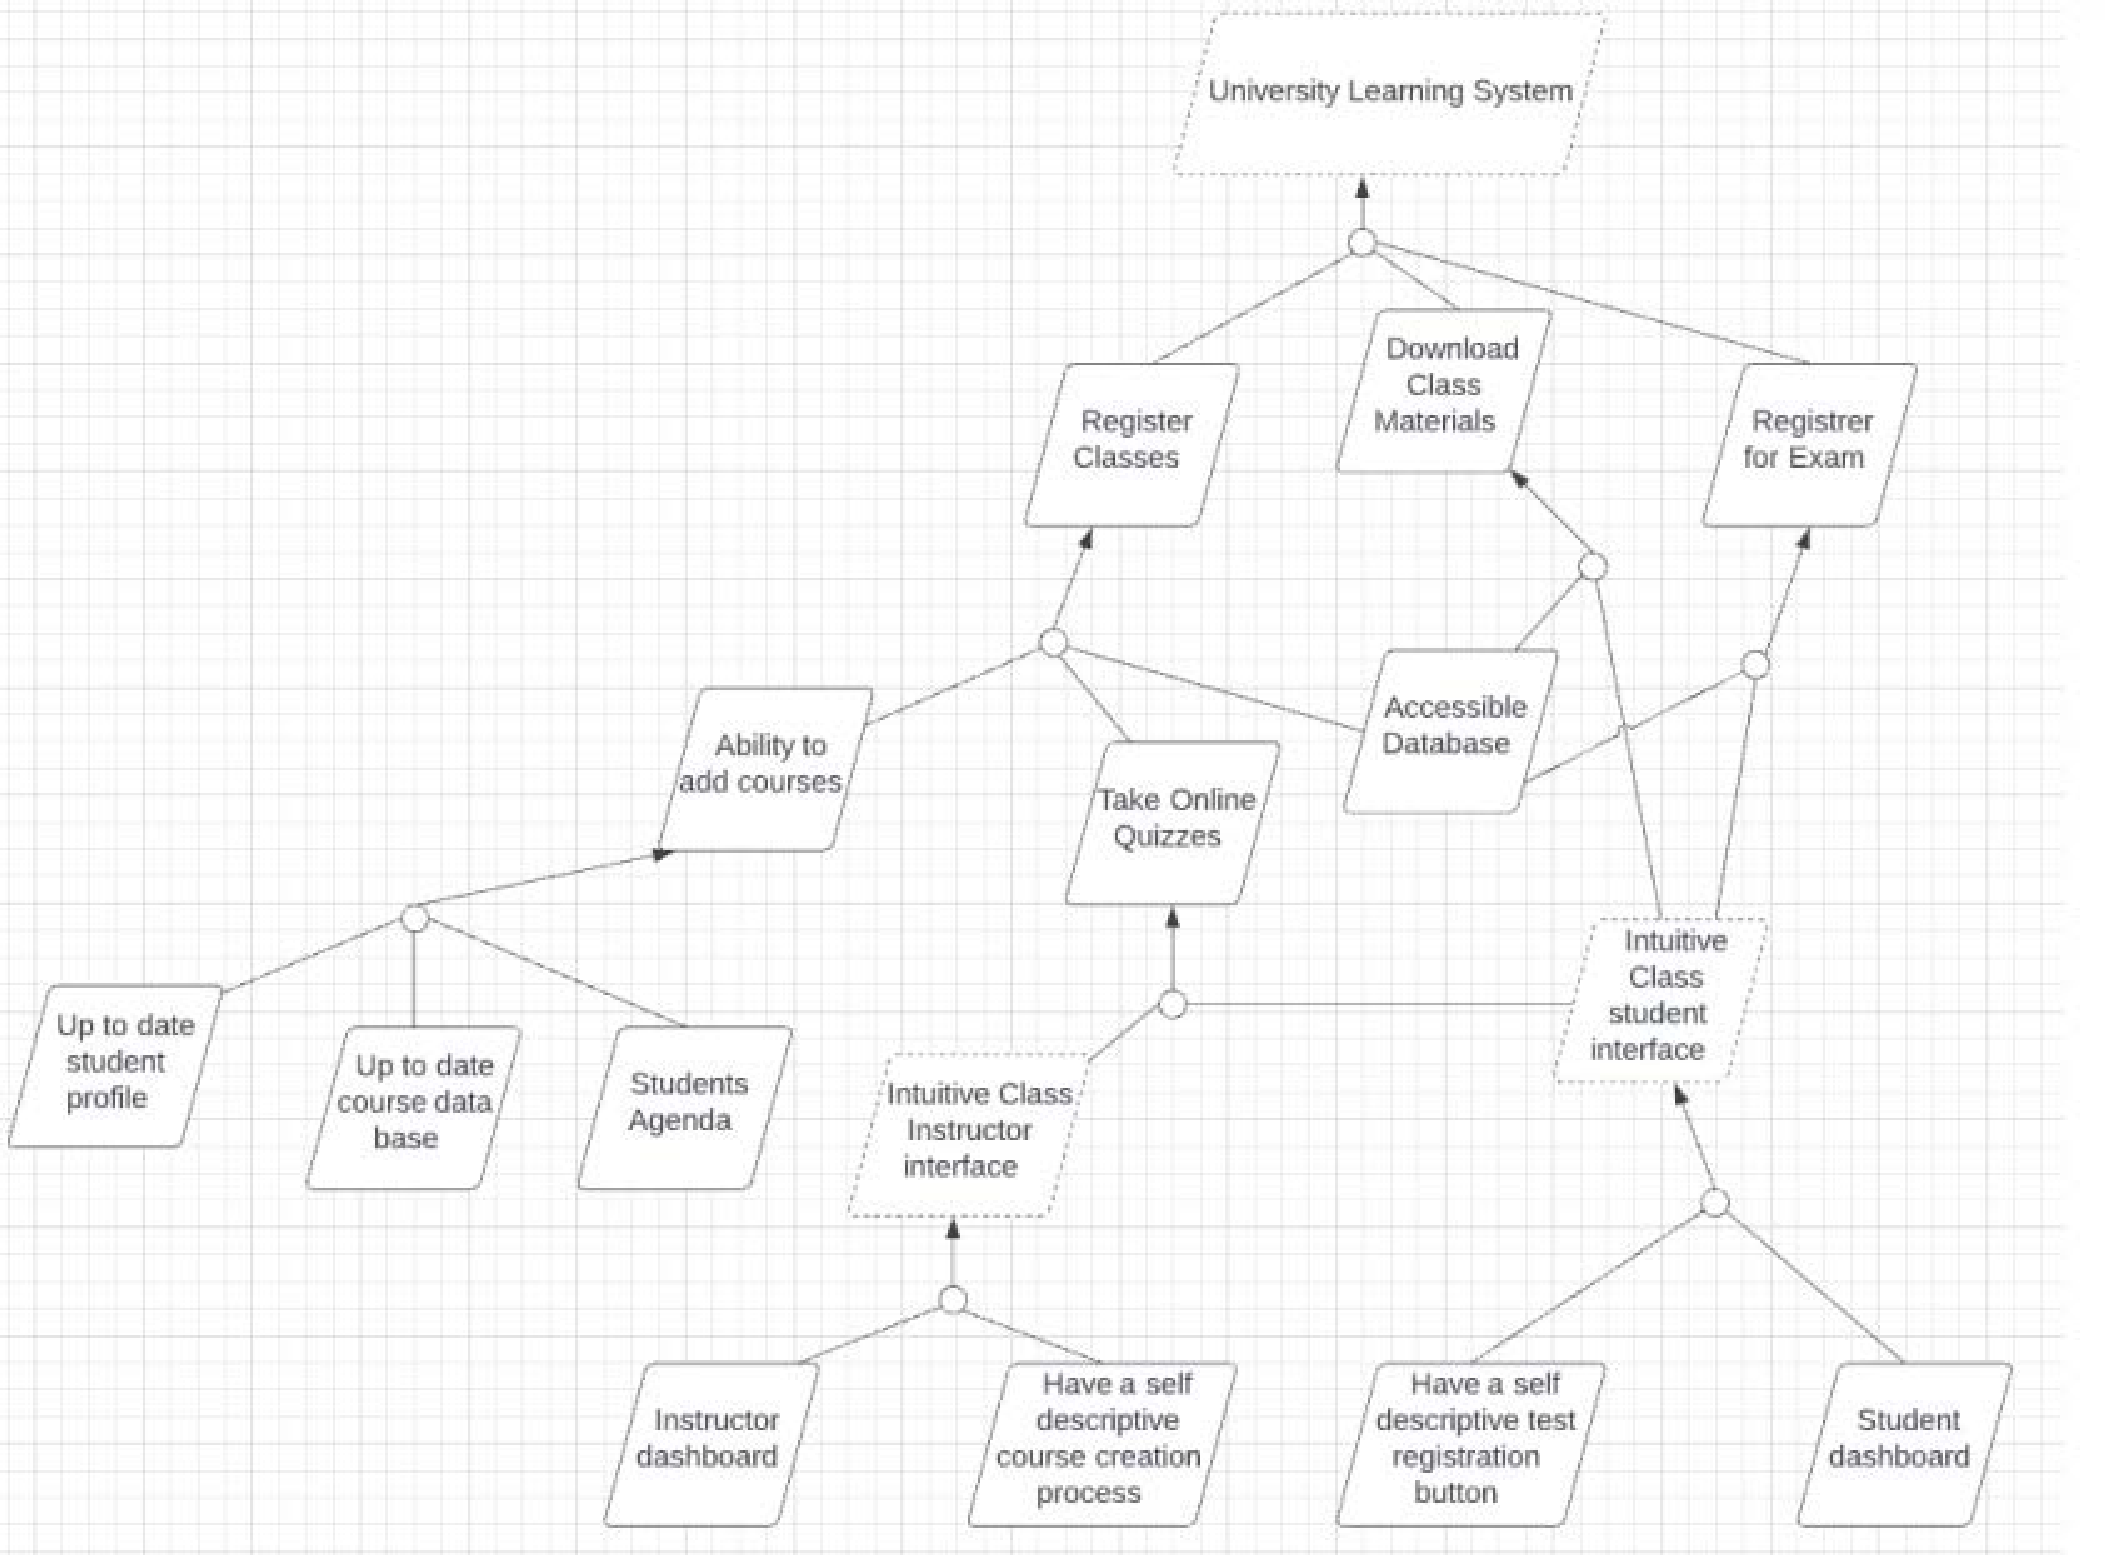 University Learning System
Download
Class
Materials
Register
Classes
Registrer
for Exam
Ability to
add courses
Take Online
Quizzes
Accessible
Database
Up to date
student
profile
Up to date
course data
base
Students
Agenda
Intuitive Class
Instructor
interface
Intuitive
Class
student
interface
Instructor
dashboard
Have a self
descriptive
course creation
process
Have a self
descriptive test
registration
button
Student
dashboard